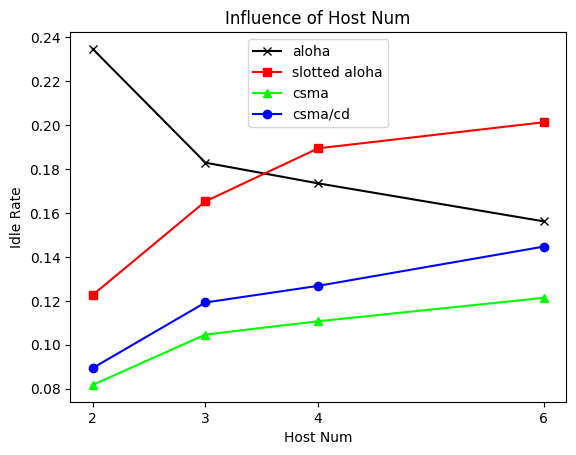 Influence of Host Num
0.24
0.22
0.20
0.18
0.16
0.14
0.12
0.10
0.08
Idle Rate
aloha
slotted aloha
csma
csma/cd
2 3 4 6
Host Num